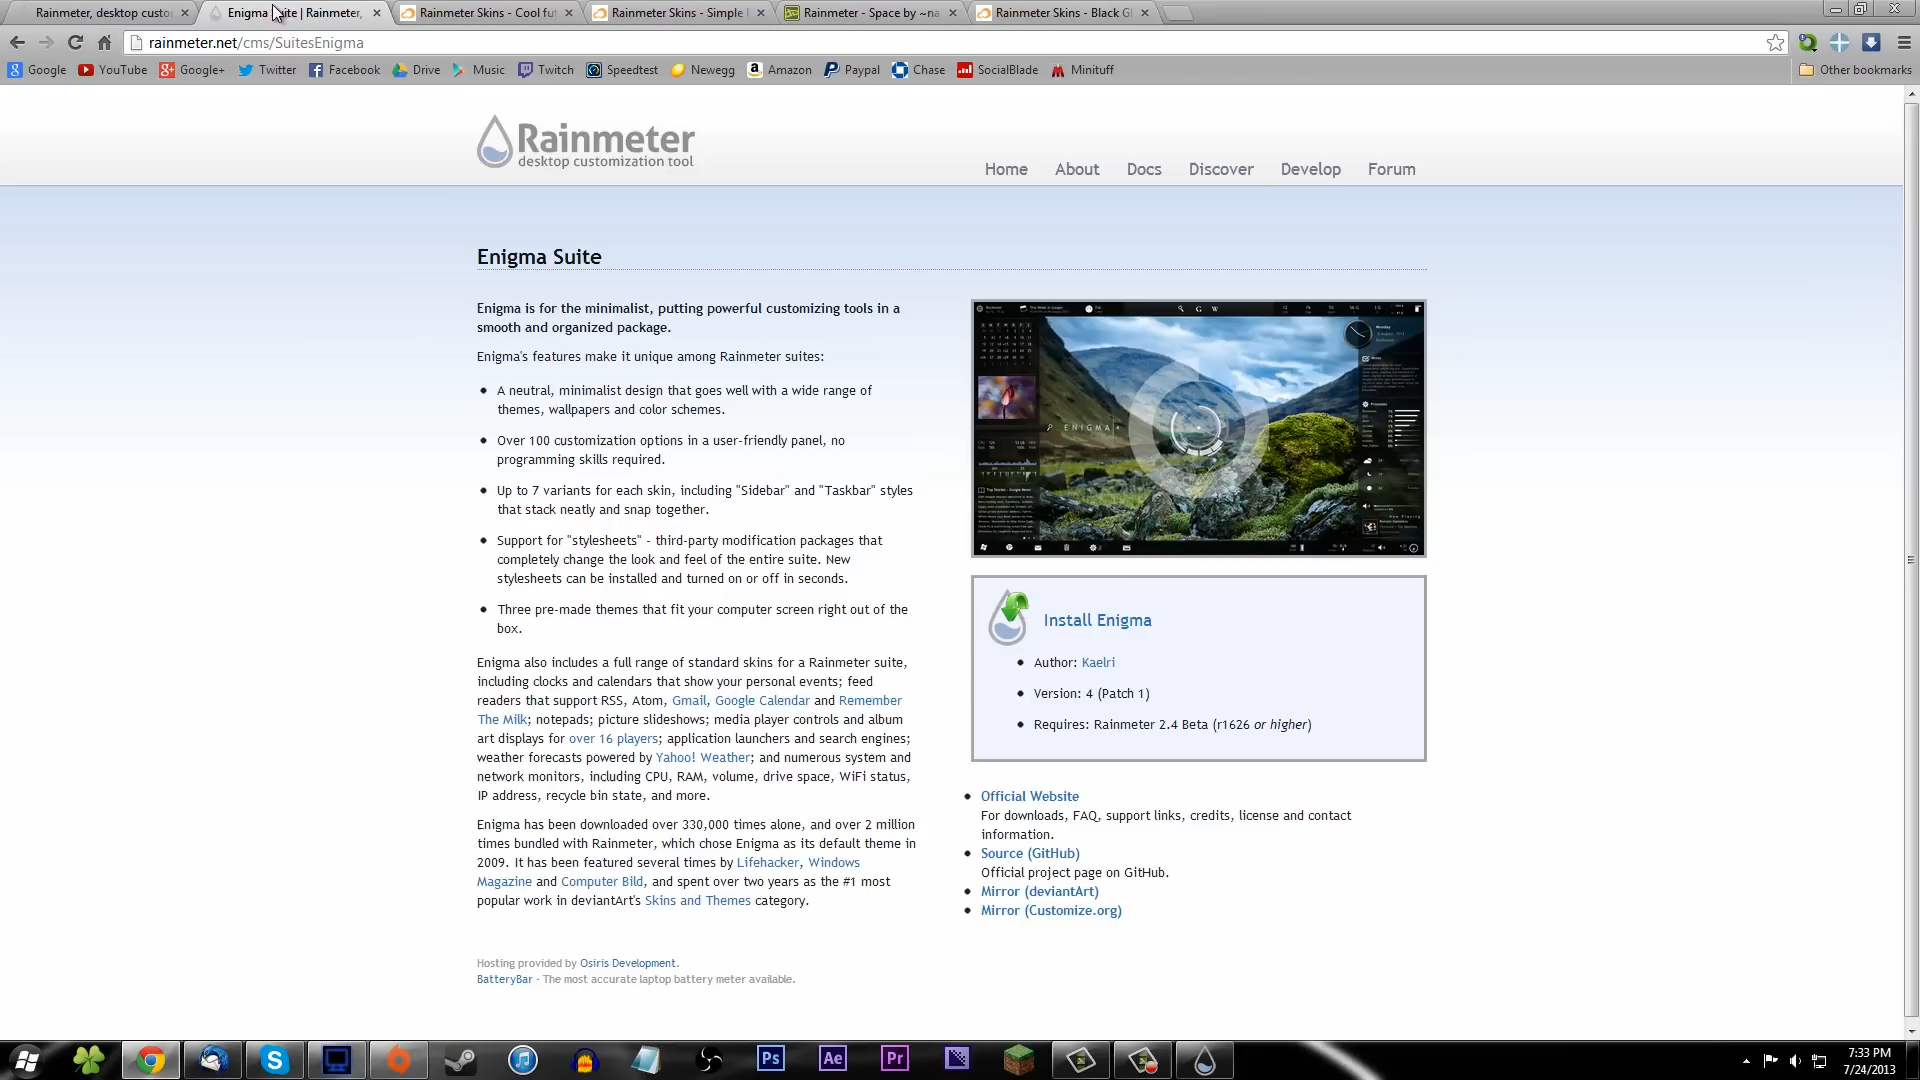 Rainmeter, desktop custo
Enigma Suite | Rainmeter,
Rainmeter Skins - Cool fu
Rainmeter Skins - Simple
Rainmeter - Space by ~na
Rainmeter Skins - Black G
rainmeter.net/cms/SuitesEnigma
Google
YouTube
Google+
Twitter
Facebook
Drive
Music
Twitch
Speedtest
Newegg
Amazon
Paypal
Chase
SocialBlade
Minituff
Other bookmarks
Rainmeter
desktop customization tool
Home
About
Docs
Discover
Develop
Forum
Enigma Suite
Enigma is for the minimalist, putting powerful customizing tools in a
smooth and organized package.
Enigma's features make it unique among Rainmeter suites:
A neutral, minimalist design that goes well with a wide range of
themes, wallpapers and color schemes.
Over 100 customization options in a user-friendly panel, no
programming skills required.
Up to 7 variants for each skin, including "Sidebar" and "Taskbar" styles
that stack neatly and snap together.
Support for "stylesheets" - third-party modification packages that
completely change the look and feel of the entire suite. New
stylesheets can be installed and turned on or off in seconds.
Three pre-made themes that fit your computer screen right out of the
box.
Enigma also includes a full range of standard skins for a Rainmeter suite,
including clocks and calendars that show your personal events; feed
readers that support RSS, Atom, Gmail, Google Calendar and Remember
The Milk; notepads; picture slideshows; media player controls and album
art displays for over 16 players; application launchers and search engines;
weather forecasts powered by Yahoo! Weather; and numerous system and
network monitors, including CPU, RAM, volume, drive space, WiFi status,
IP address, recycle bin state, and more.
Enigma has been downloaded over 330,000 times alone, and over 2 million
times bundled with Rainmeter, which chose Enigma as its default theme in
2009. It has been featured several times by Lifehacker, Windows
Magazine and Computer Bild, and spent over two years as the #1 most
popular work in deviantArt's Skins and Themes category.
ENIGMA
Install Enigma
Author: Kaelri
Version: 4 (Patch 1)
Requires: Rainmeter 2.4 Beta (r1626 or higher)
Official Website
For downloads, FAQ, support links, credits, license and contact
information.
Source (GitHub)
Official project page on GitHub.
Mirror (deviantArt)
Mirror (Customize.org)
Hosting provided by Osiris Development.
BatteryBar - The most accurate laptop battery meter available.
Ps
Ae
Pr
7:33 PM
7/24/2013